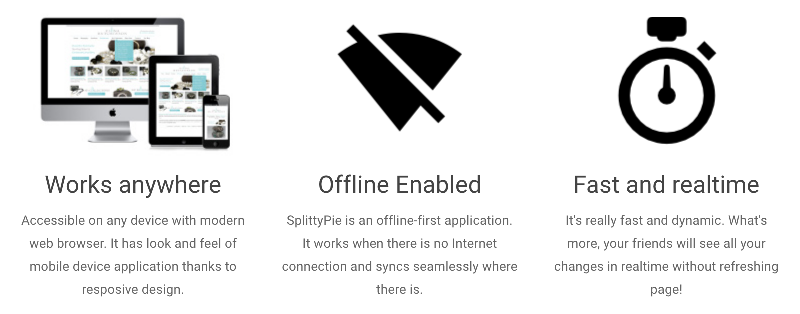 Works anywhere
Accessible on any device with modern
web browser. It has look and feel of
mobile device application thanks to
resposive design.
Offline Enabled
SplittyPie is an offline-first application.
It works when there is no Internet
connection and syncs seamlessly where
there is.
Fast and realtime
It's really fast and dynamic. What's
more, your friends will see all your
changes in realtime without refreshing
page!